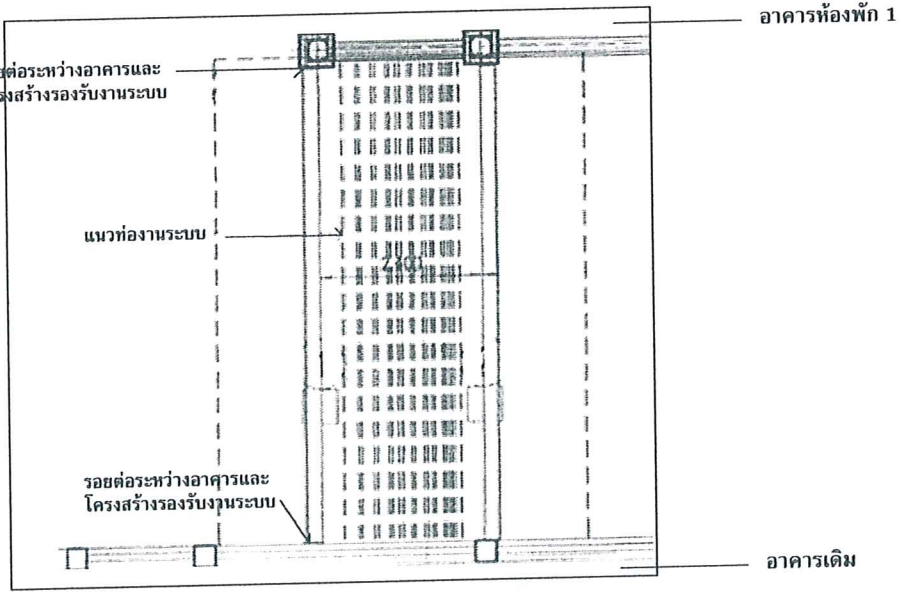 อาคารห้องพัก 1
ยต่อระหว่างอาคารและ
รงสร้างรองรับงานระบบ
แนวท่องานระบบ
รอยต่อระหว่างอาคารและ
โครงสร้างรองรับงานระบบ
อาคารเดิม